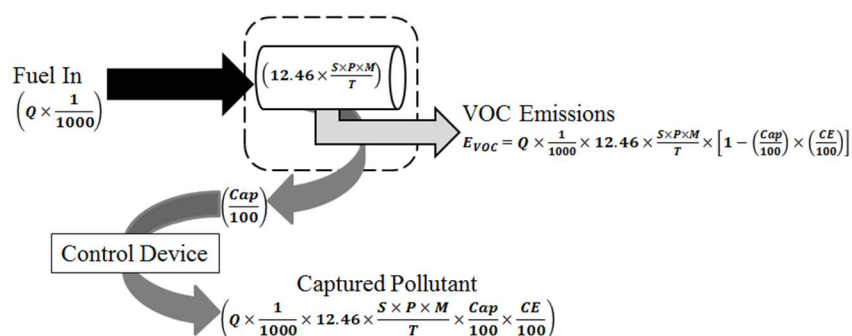 Fuel In
(Q × 1/1000)
(12.46 × S×P×M/T)
VOC Emissions
E_VOC = Q × 1/1000 × 12.46 × S×P×M/T × [1 − (Cap/100) × (CE/100)]
(Cap/100)
Control Device
Captured Pollutant
(Q × 1/1000 × 12.46 × S × P × M/T × Cap/100 × CE/100)